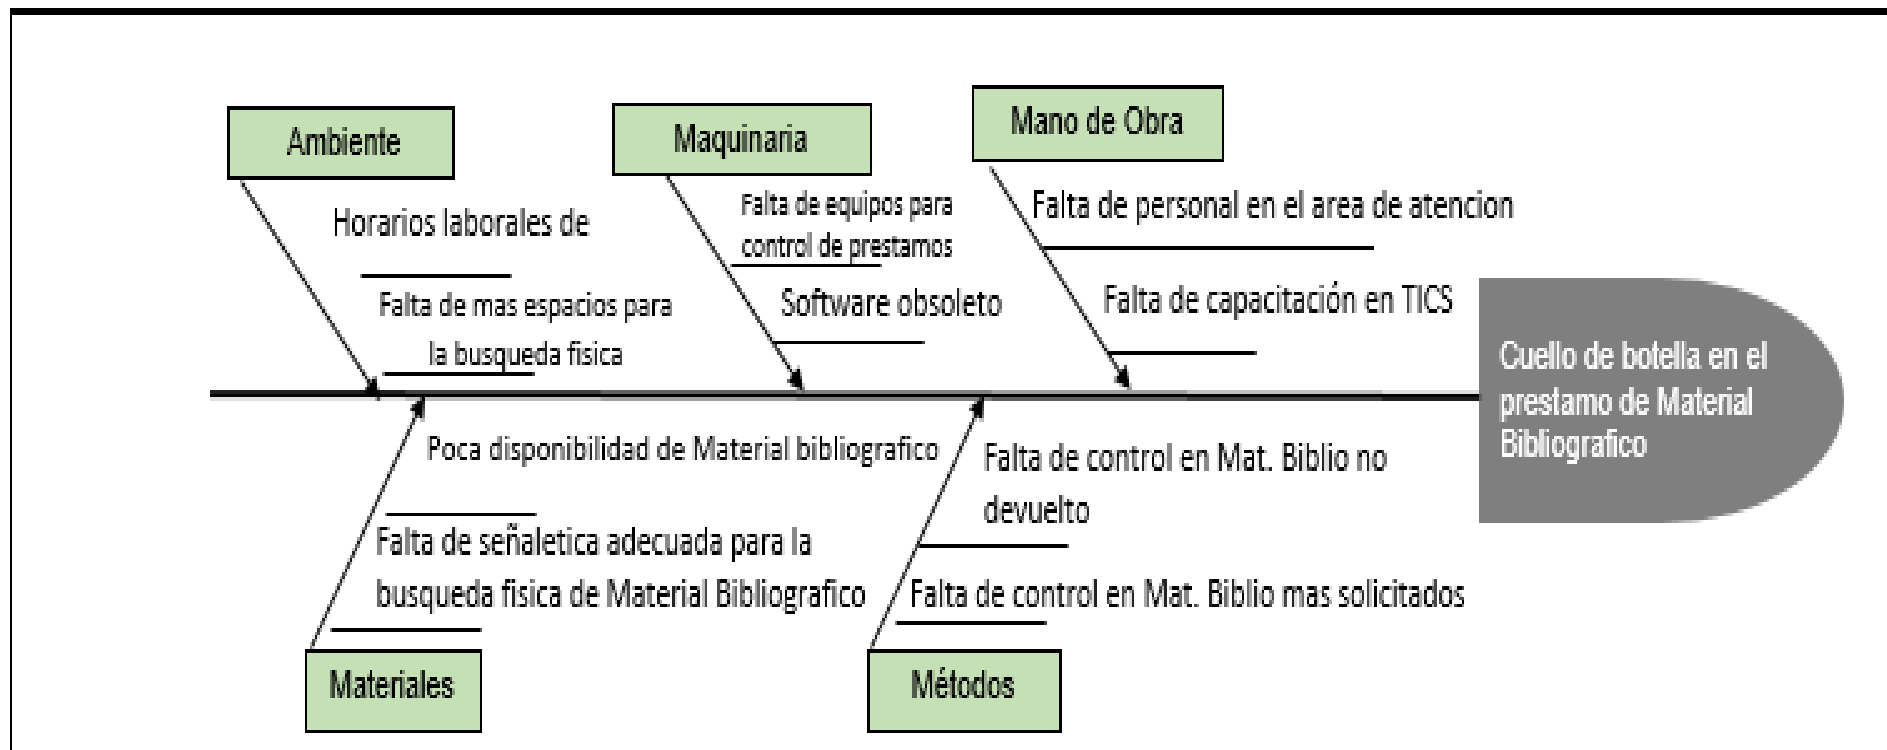 Ambiente
Horarios laborales de
Falta de mas espacios para
la busqueda fisica
Maquinaria
Falta de equipos para
control de prestamos
Software obsoleto
Mano de Obra
Falta de personal en el area de atencion
Falta de capacitación en TICS
Cuello de botella en el
prestamo de Material
Bibliografico
Poca disponibilidad de Material bibliografico
Falta de señaletica adecuada para la
busqueda fisica de Material Bibliografico
Materiales
Falta de control en Mat. Biblio no
devuelto
Falta de control en Mat. Biblio mas solicitados
Métodos